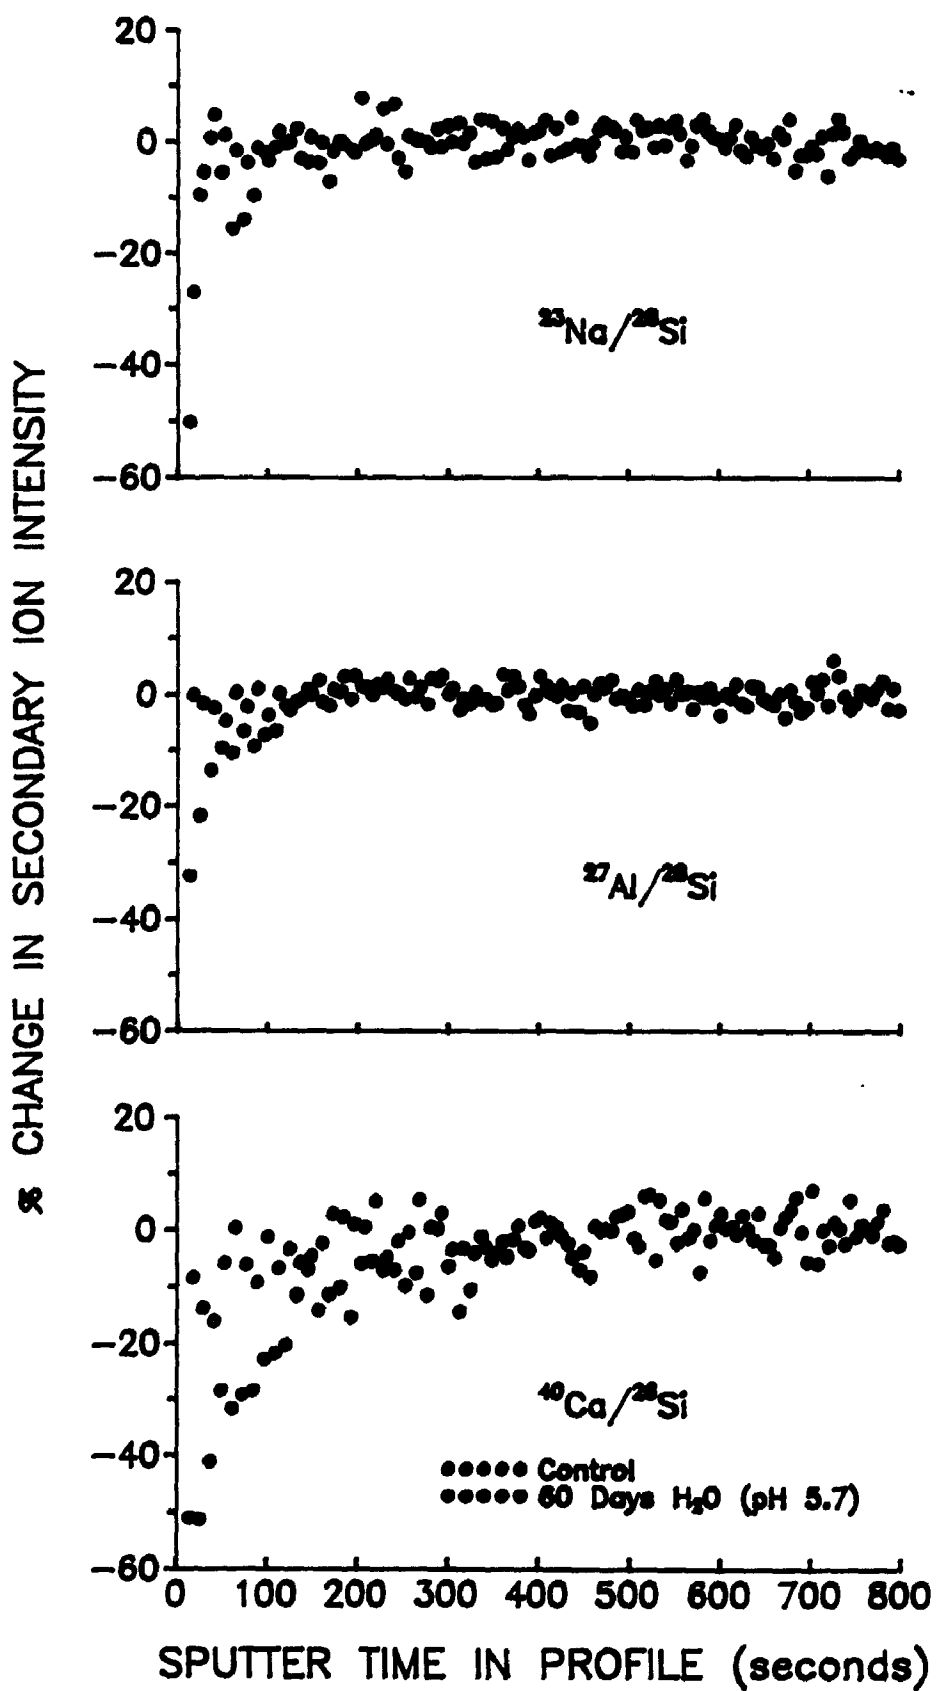 % CHANGE IN SECONDARY ION INTENSITY
20
0
−20
−40
−60
²³Na/²⁸Si
20
0
−20
−40
−60
²⁷Al/²⁸Si
20
0
−20
−40
−60
⁴⁰Ca/²⁸Si
Control
60 Days H₂O (pH 5.7)
0 100 200 300 400 500 600 700 800
SPUTTER TIME IN PROFILE (seconds)